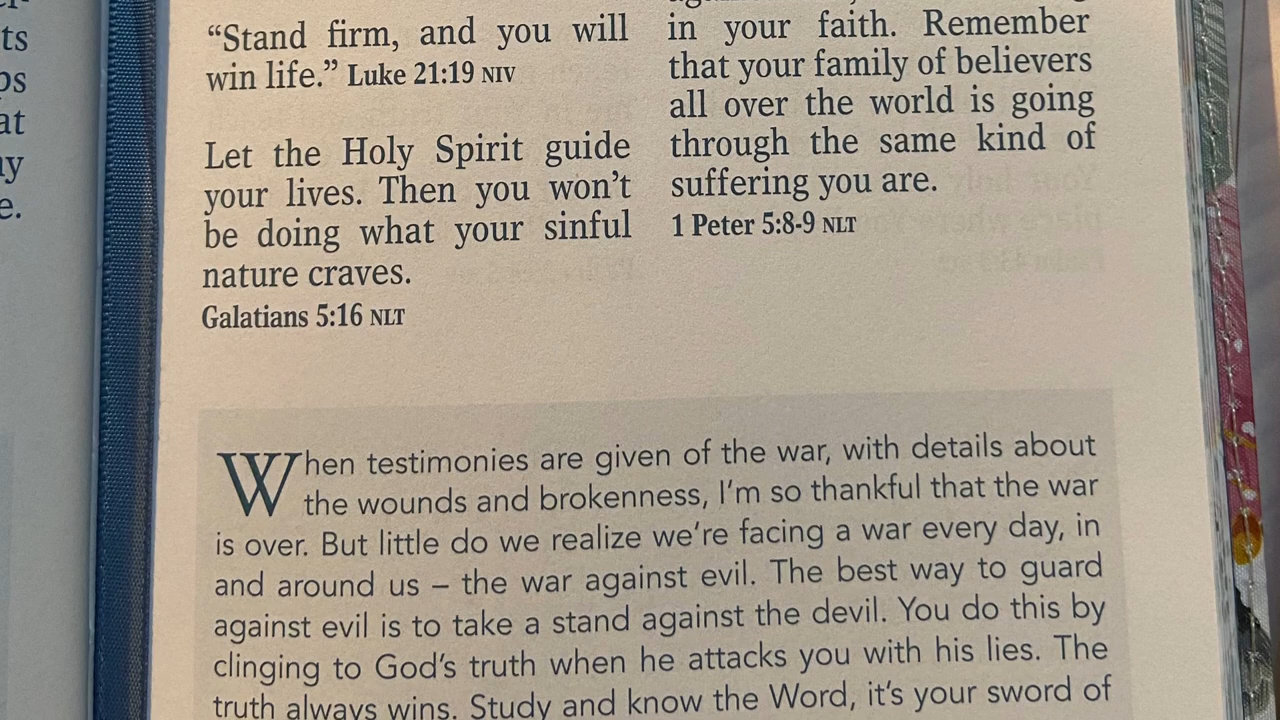 ts
at
e.
"Stand firm, and you will
win life." Luke 21:19 NIV
Let the Holy Spirit guide
your lives. Then you won't
be doing what your sinful
nature craves.
Galatians 5:16 NLT
in your faith. Remember
that your family of believers
all over the world is going
through the same kind of
suffering you are.
1 Peter 5:8-9 NLT
When testimonies are given of the war, with details about
the wounds and brokenness, I'm so thankful that the war
is over. But little do we realize we're facing a war every day, in
and around us – the war against evil. The best way to guard
against evil is to take a stand against the devil. You do this by
clinging to God's truth when he attacks you with his lies. The
truth always wins. Study and know the Word, it's your sword of